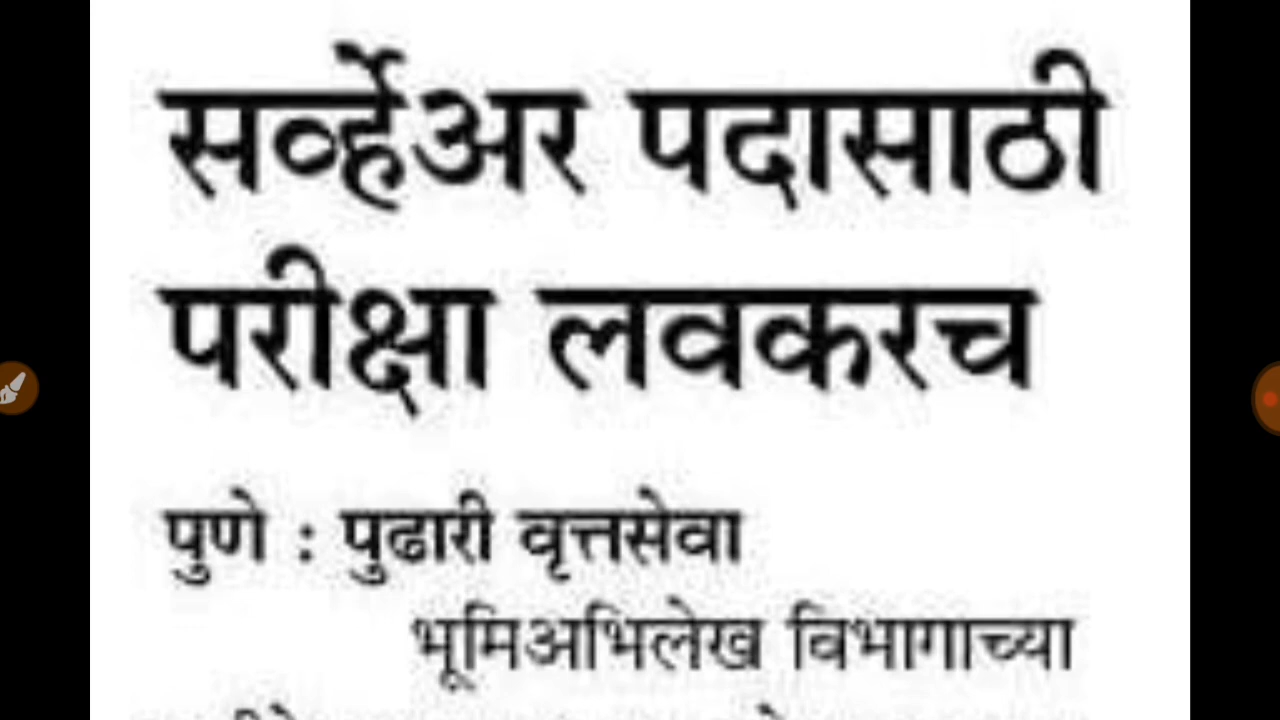 सर्व्हेअर पदासाठी
परीक्षा लवकरच
पुणे : पुढारी वृत्तसेवा
भूमिअभिलेख विभागाच्या